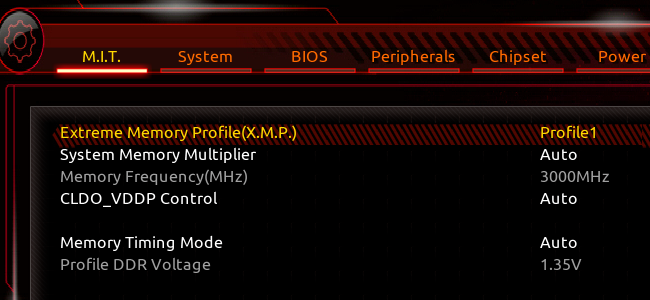 M.I.T. System BIOS Peripherals Chipset Power
Extreme Memory Profile(X.M.P.) Profile1
System Memory Multiplier Auto
Memory Frequency(MHz) 3000MHz
CLDO_VDDP Control Auto
Memory Timing Mode Auto
Profile DDR Voltage 1.35V